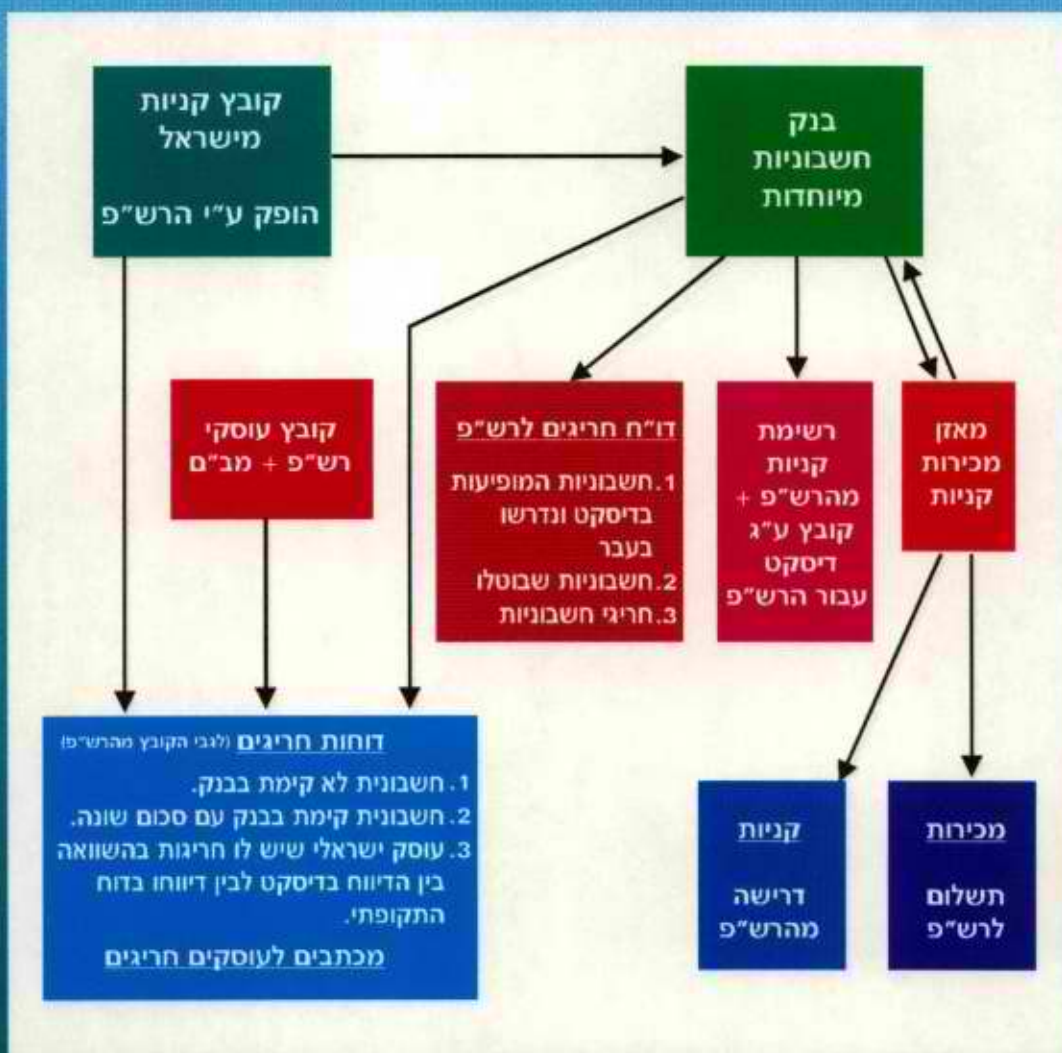 קובץ קניות
מישראל
הופק ע"י הרש"פ
בנק
חשבוניות
מיוחדות
קובץ עוסקי
רש"פ + מב"ם
דו"ח חריגים לרש"פ
1. חשבוניות המופיעות
בדיסקט ונדרשו
בעבר
2. חשבוניות שבוטלו
3. חריגי חשבוניות
רשימת
קניות
מהרש"פ +
קובץ ע"ג
דיסקט
עבור הרש"פ
מאזן
מכירות
קניות
דוחות חריגים (לגבי הקובץ מהרש"פ)
1. חשבונית לא קימת בבנק.
2. חשבונית קימת בבנק עם סכום שונה.
3. עוסק ישראלי שיש לו חריגות בהשוואה
בין הדיווח בדיסקט לבין דיווחו בדוח
התקופתי.
מכתבים לעוסקים חריגים
קניות
דרישה
מהרש"פ
מכירות
תשלום
לרש"פ